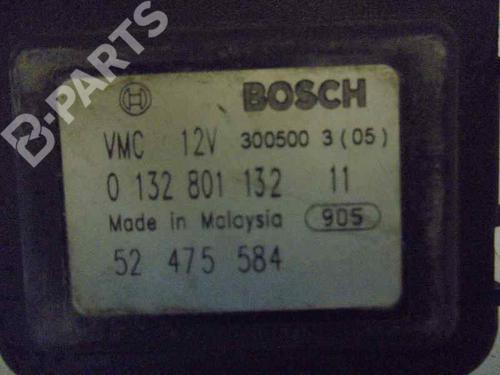 B-PARTS
BOSCH
VMC 12V 300500 3 (05)
0 132 801 132 11
Made in Malaysia 905
52 475 584